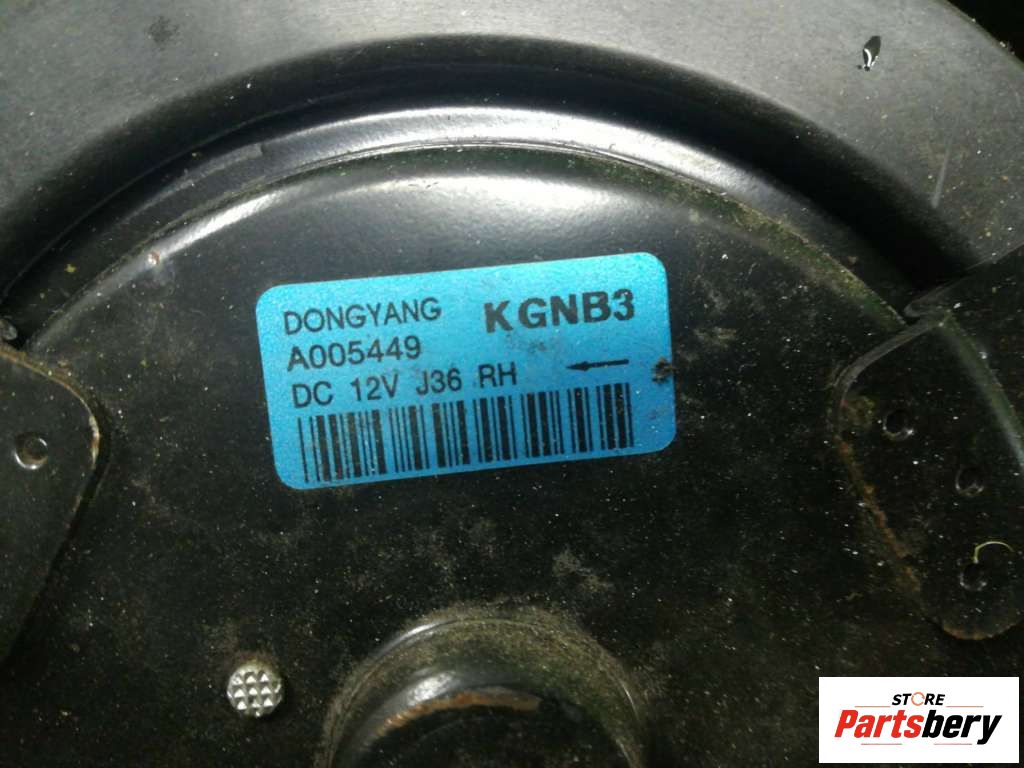 DONGYANG KGNB3
A005449
DC 12V J36 RH
STORE
Partsbery